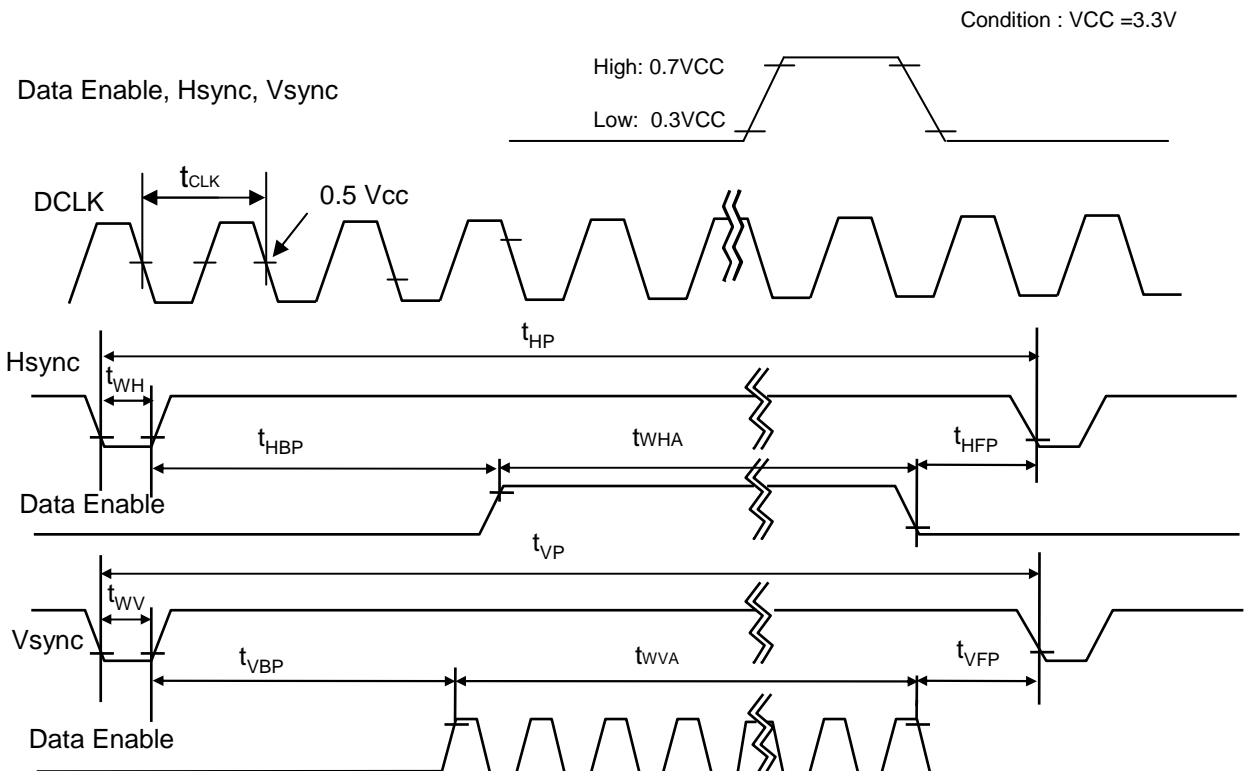 Condition : VCC =3.3V
High: 0.7VCC
Data Enable, Hsync, Vsync
Low: 0.3VCC
tCLK
DCLK
0.5 Vcc
tHP
Hsync
tWH
tHBP
tWHA
tHFP
Data Enable
tVP
tWV
Vsync
tVBP
tWVA
tVFP
Data Enable